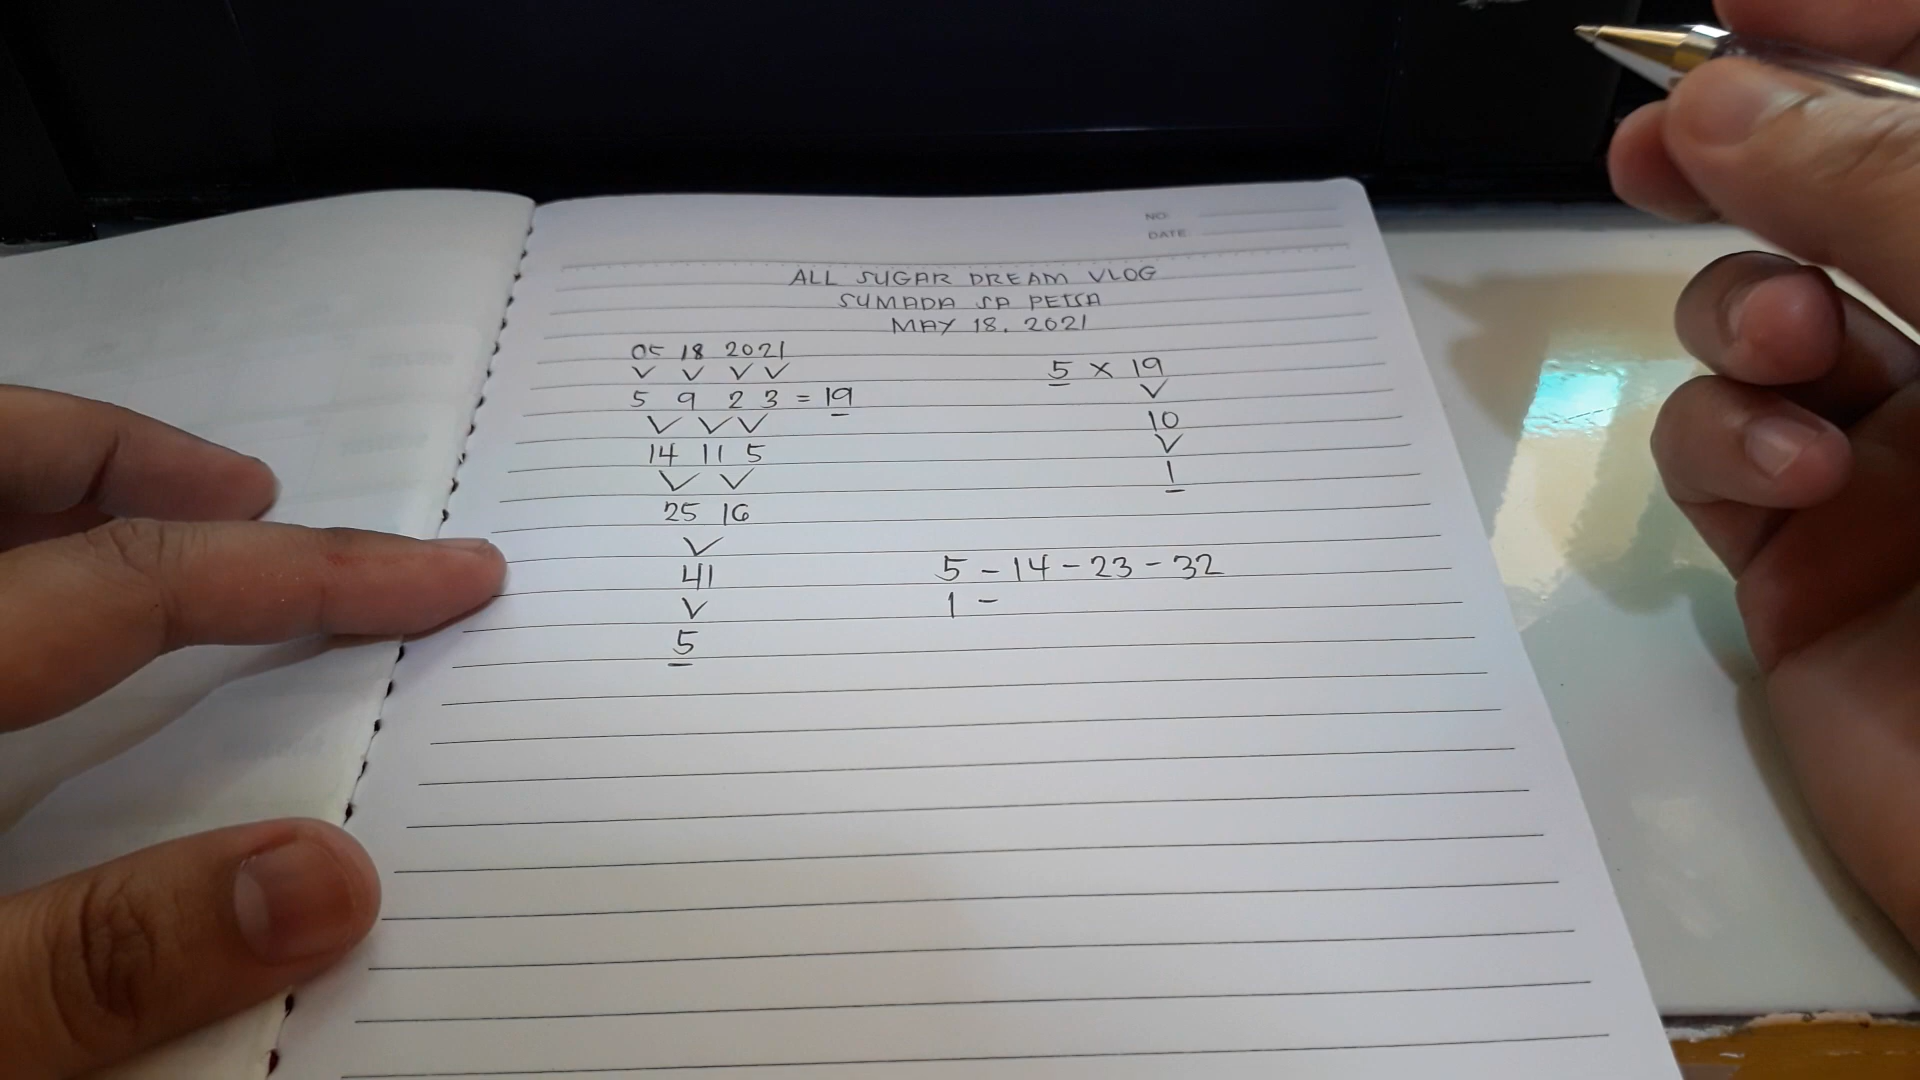 NO:
DATE:
ALL SUGAR DREAM VLOG
SUMADA SA PETSA
MAY 18, 2021
05 18 2021
5 9 2 3 = 19
14 11 5
25 16
41
5
5 x 19
10
1
5 - 14 - 23 - 32
1 -